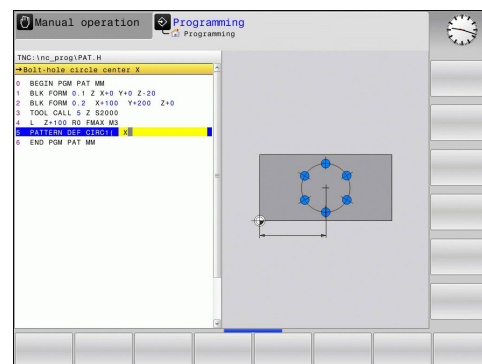 Manual operation
Programming
Programming
TNC:\nc_prog\PAT.H
→Bolt-hole circle center X
0 BEGIN PGM PAT MM
1 BLK FORM 0.1 Z X+0 Y+0 Z-20
2 BLK FORM 0.2 X+100 Y+200 Z+0
3 TOOL CALL 5 Z S2000
4 L Z+100 R0 FMAX M3
5 PATTERN DEF CIRC1( X
6 END PGM PAT MM